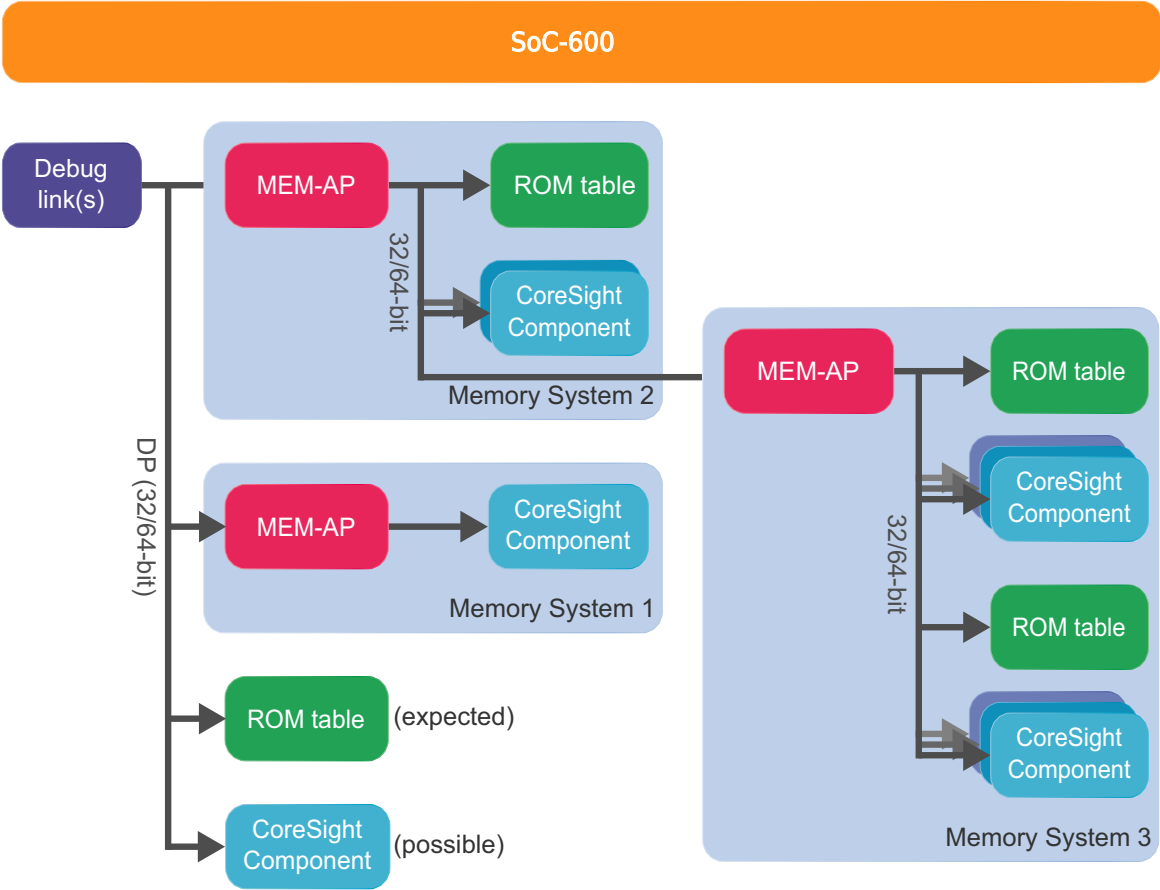 SoC-600
Debug
link(s)
MEM-AP
ROM table
32/64-bit
CoreSight
Component
Memory System 2
MEM-AP
ROM table
CoreSight
Component
32/64-bit
ROM table
CoreSight
Component
Memory System 3
DP (32/64-bit)
MEM-AP
CoreSight
Component
Memory System 1
ROM table
(expected)
CoreSight
Component
(possible)